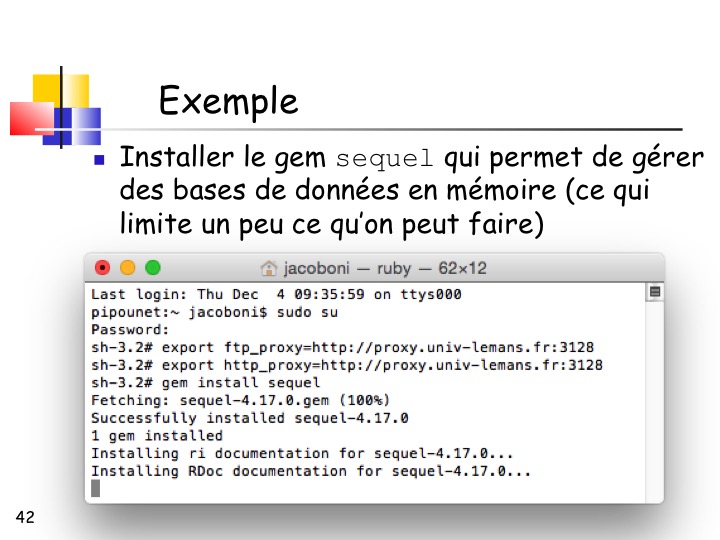 Exemple
Installer le gem sequel qui permet de gérer
des bases de données en mémoire (ce qui
limite un peu ce qu’on peut faire)
jacoboni — ruby — 62×12
Last login: Thu Dec  4 09:35:59 on ttys000
pipounet:~ jacoboni$ sudo su
Password:
sh-3.2# export ftp_proxy=http://proxy.univ-lemans.fr:3128
sh-3.2# export http_proxy=http://proxy.univ-lemans.fr:3128
sh-3.2# gem install sequel
Fetching: sequel-4.17.0.gem (100%)
Successfully installed sequel-4.17.0
1 gem installed
Installing ri documentation for sequel-4.17.0...
Installing RDoc documentation for sequel-4.17.0...
42